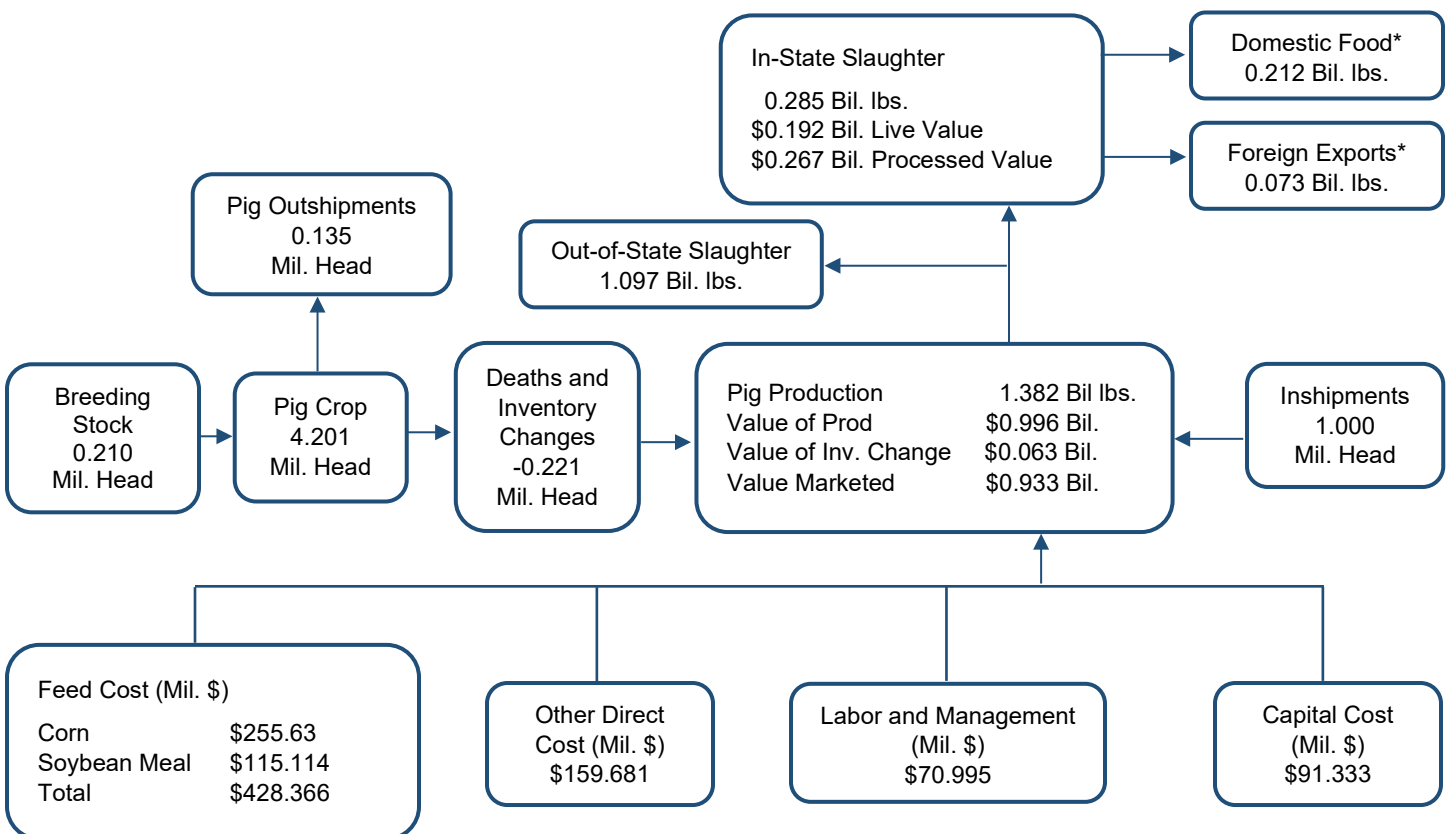 In-State Slaughter
0.285 Bil. lbs.
$0.192 Bil. Live Value
$0.267 Bil. Processed Value
Domestic Food*
0.212 Bil. lbs.
Foreign Exports*
0.073 Bil. lbs.
Pig Outshipments
0.135
Mil. Head
Out-of-State Slaughter
1.097 Bil. lbs.
Breeding
Stock
0.210
Mil. Head
Pig Crop
4.201
Mil. Head
Deaths and
Inventory
Changes
-0.221
Mil. Head
Pig Production 1.382 Bil lbs.
Value of Prod $0.996 Bil.
Value of Inv. Change $0.063 Bil.
Value Marketed $0.933 Bil.
Inshipments
1.000
Mil. Head
Feed Cost (Mil. $)
Corn $255.63
Soybean Meal $115.114
Total $428.366
Other Direct
Cost (Mil. $)
$159.681
Labor and Management
(Mil. $)
$70.995
Capital Cost
(Mil. $)
$91.333